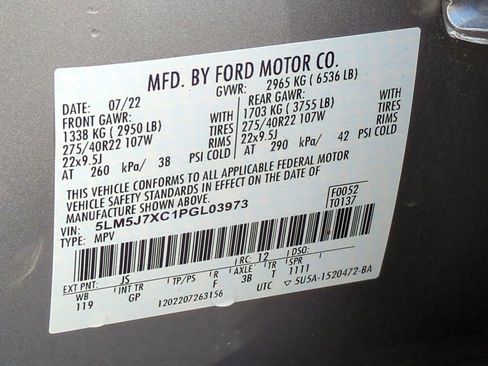 MFD. BY FORD MOTOR CO.
DATE: 07/22 GVWR: 2965 KG ( 6536 LB)
FRONT GAWR: REAR GAWR:
1338 KG ( 2950 LB) WITH 1703 KG ( 3755 LB) WITH
275/40R22 107W TIRES 275/40R22 107W TIRES
22x9.5J RIMS 22x9.5J RIMS
AT 260 kPa/ 38 PSI COLD AT 290 kPa/ 42 PSI COLD
THIS VEHICLE CONFORMS TO ALL APPLICABLE FEDERAL MOTOR
VEHICLE SAFETY STANDARDS IN EFFECT ON THE DATE OF
MANUFACTURE SHOWN ABOVE.
VIN: 5LM5J7XC1PGL03973 F0052
TYPE: MPV T0137
EXT PNT: JS RC: 12 DSO:
WB INT TR TP/PS R AXLE TR SPR
119 GP F 3B T 1111
1202207263156 UTC ▽ 5U5A-1520472-BA